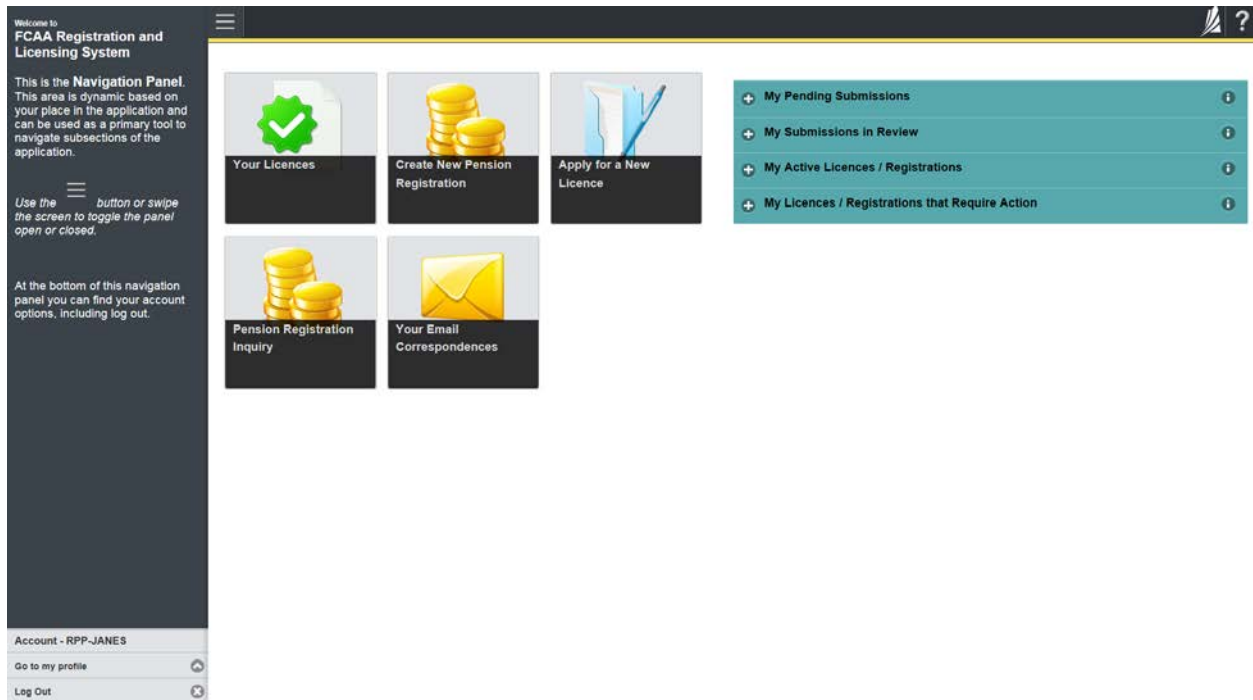 Welcome to
FCAA Registration and
Licensing System
This is the Navigation Panel.
This area is dynamic based on
your place in the application and
can be used as a primary tool to
navigate subsections of the
application.
Use the button or swipe
the screen to toggle the panel
open or closed.
At the bottom of this navigation
panel you can find your account
options, including log out.
Account - RPP-JANES
Go to my profile
Log Out
?
Your Licences
Create New Pension
Registration
Apply for a New
Licence
Pension Registration
Inquiry
Your Email
Correspondences
My Pending Submissions
My Submissions in Review
My Active Licences / Registrations
My Licences / Registrations that Require Action